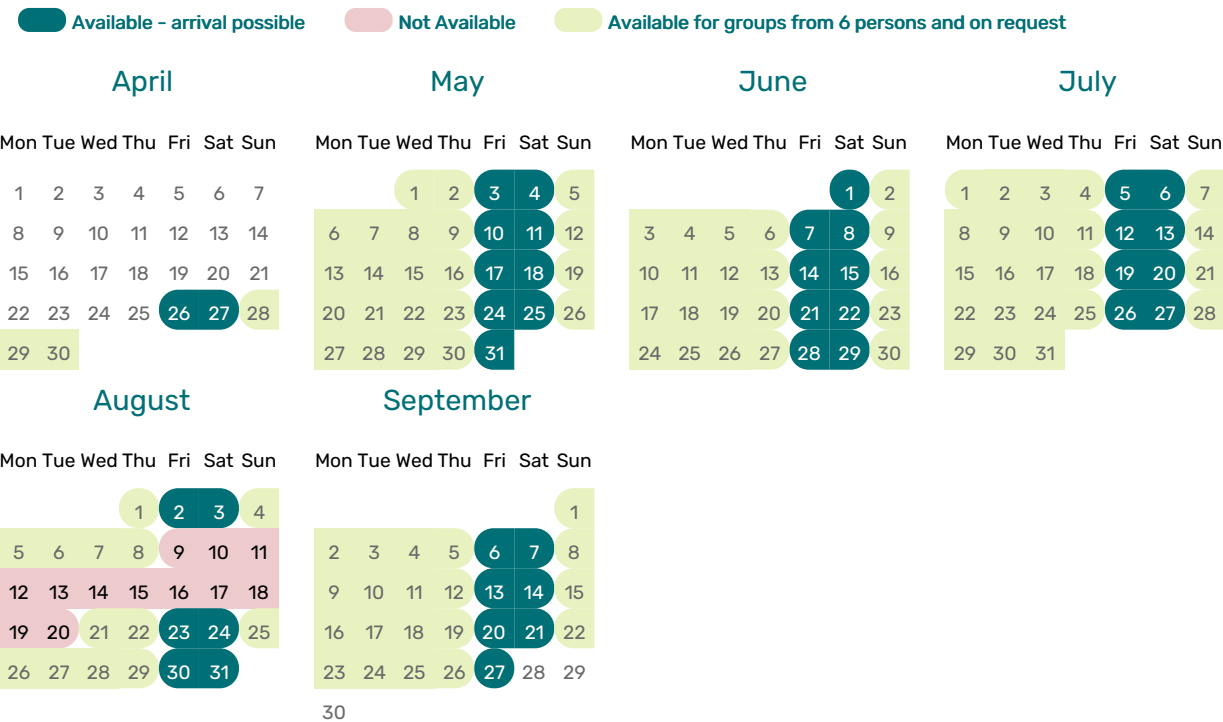 Available - arrival possible Not Available Available for groups from 6 persons and on request
April May June July
Mon Tue Wed Thu Fri Sat Sun Mon Tue Wed Thu Fri Sat Sun Mon Tue Wed Thu Fri Sat Sun Mon Tue Wed Thu Fri Sat Sun
1 2 3 4 5 6 7 1 2 3 4 5 1 2 1 2 3 4 5 6 7
8 9 10 11 12 13 14 6 7 8 9 10 11 12 3 4 5 6 7 8 9 8 9 10 11 12 13 14
15 16 17 18 19 20 21 13 14 15 16 17 18 19 10 11 12 13 14 15 16 15 16 17 18 19 20 21
22 23 24 25 26 27 28 20 21 22 23 24 25 26 17 18 19 20 21 22 23 22 23 24 25 26 27 28
29 30 27 28 29 30 31 24 25 26 27 28 29 30 29 30 31
August September
Mon Tue Wed Thu Fri Sat Sun Mon Tue Wed Thu Fri Sat Sun
1 2 3 4 1
5 6 7 8 9 10 11 2 3 4 5 6 7 8
12 13 14 15 16 17 18 9 10 11 12 13 14 15
19 20 21 22 23 24 25 16 17 18 19 20 21 22
26 27 28 29 30 31 23 24 25 26 27 28 29
30